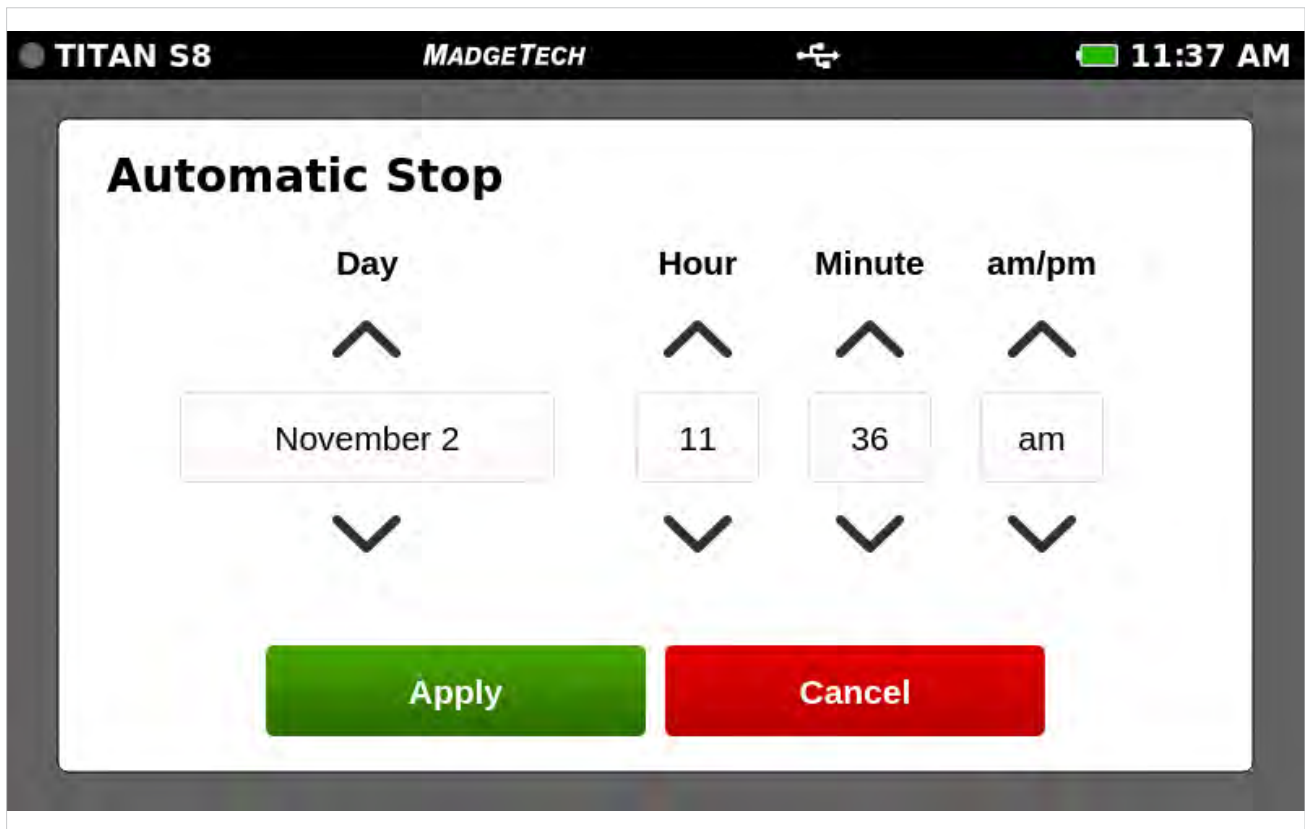 TITAN S8 MADGETECH 11:37 AM
Automatic Stop
Day Hour Minute am/pm
November 2 11 36 am
Apply Cancel